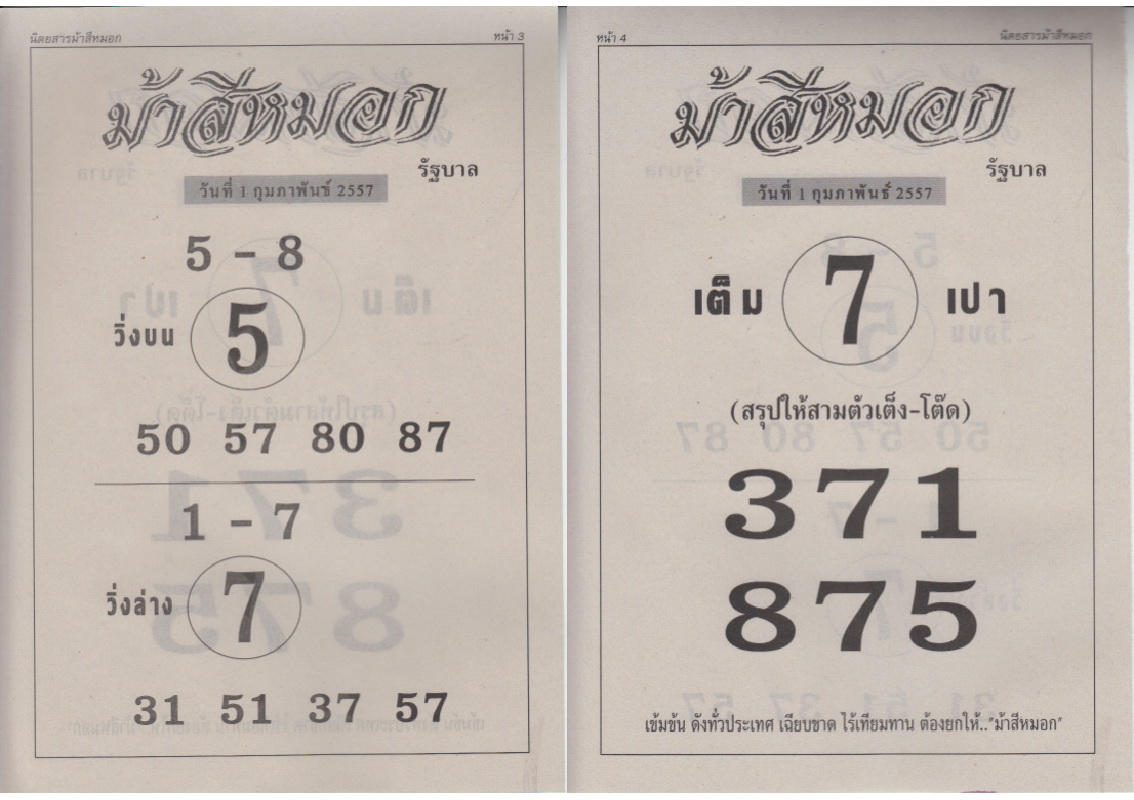 นิตยสารม้าสีหมอก
หน้า 3
ม้าสีหมอก
รัฐบาล
วันที่ 1 กุมภาพันธ์ 2557
5 - 8
วิ่งบน 5
50 57 80 87
1 - 7
วิ่งล่าง 7
31 51 37 57
หน้า 4
นิตยสารม้าสีหมอก
ม้าสีหมอก
รัฐบาล
วันที่ 1 กุมภาพันธ์ 2557
เต็ม 7 เปา
(สรุปให้สามตัวเต็ง-โต๊ด)
371
875
เข้มข้น ดังทั่วประเทศ เฉียบขาด ไร้เทียมทาน ต้องยกให้.."ม้าสีหมอก"